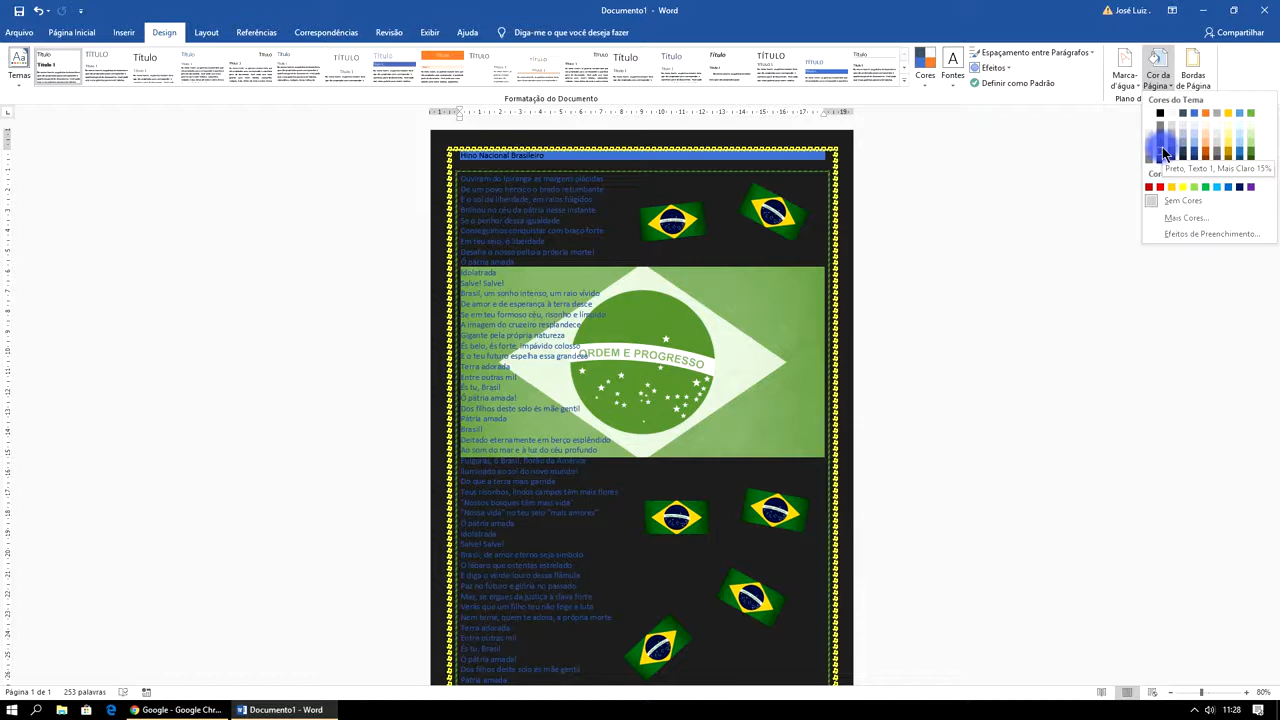 Documento1 - Word
José Luiz
Arquivo Página Inicial Inserir Design Layout Referências Correspondências Revisão Exibir Ajuda Diga-me o que você deseja fazer Compartilhar
Espaçamento entre Parágrafos
Efeitos
Definir como Padrão
Cores
d'água Página de Página
Bordas
Formatação do Documento
Cores do Tema
Preto, Texto 1, Mais Claro 15%
Sem Cores
Mais Cores...
Efeitos de Preenchimento...
Hino Nacional Brasileiro
Ouviram do Ipiranga as margens plácidas
De um povo heroico o brado retumbante
E o sol da liberdade, em raios fúlgidos
Brilhou no céu da pátria nesse instante
Se o penhor dessa igualdade
Conseguimos conquistar com braço forte
Em teu seio, ó liberdade
Desafia o nosso peito a própria morte!
Ó pátria amada
Idolatrada
Salve! Salve!
Brasil, um sonho intenso, um raio vívido
De amor e de esperança à terra desce
Se em teu formoso céu, risonho e límpido
A imagem do cruzeiro resplandece
Gigante pela própria natureza
És belo, és forte, impávido colosso
E o teu futuro espelha essa grandeza
Terra adorada
Entre outras mil
És tu, Brasil
Ó pátria amada!
Dos filhos deste solo és mãe gentil
Pátria amada
Brasil!
ORDEM E PROGRESSO
Deitado eternamente em berço esplêndido
Ao som do mar e à luz do céu profundo
Fulguras, ó Brasil, florão da América
Iluminado ao sol do novo mundo!
Do que a terra mais garrida
Teus risonhos, lindos campos têm mais flores
"Nossos bosques têm mais vida"
"Nossa vida" no teu seio "mais amores"
Ó pátria amada
Idolatrada
Salve! Salve!
Brasil, de amor eterno seja símbolo
O lábaro que ostentas estrelado
E diga o verde-louro dessa flâmula
Paz no futuro e glória no passado
Mas, se ergues da justiça a clava forte
Verás que um filho teu não foge à luta
Nem teme, quem te adora, a própria morte
Terra adorada
Entre outras mil
És tu, Brasil
Ó pátria amada!
Dos filhos deste solo és mãe gentil
Pátria amada
Página 1 de 1 253 palavras 80%
Google - Google Chr... Documento1 - Word 11:28